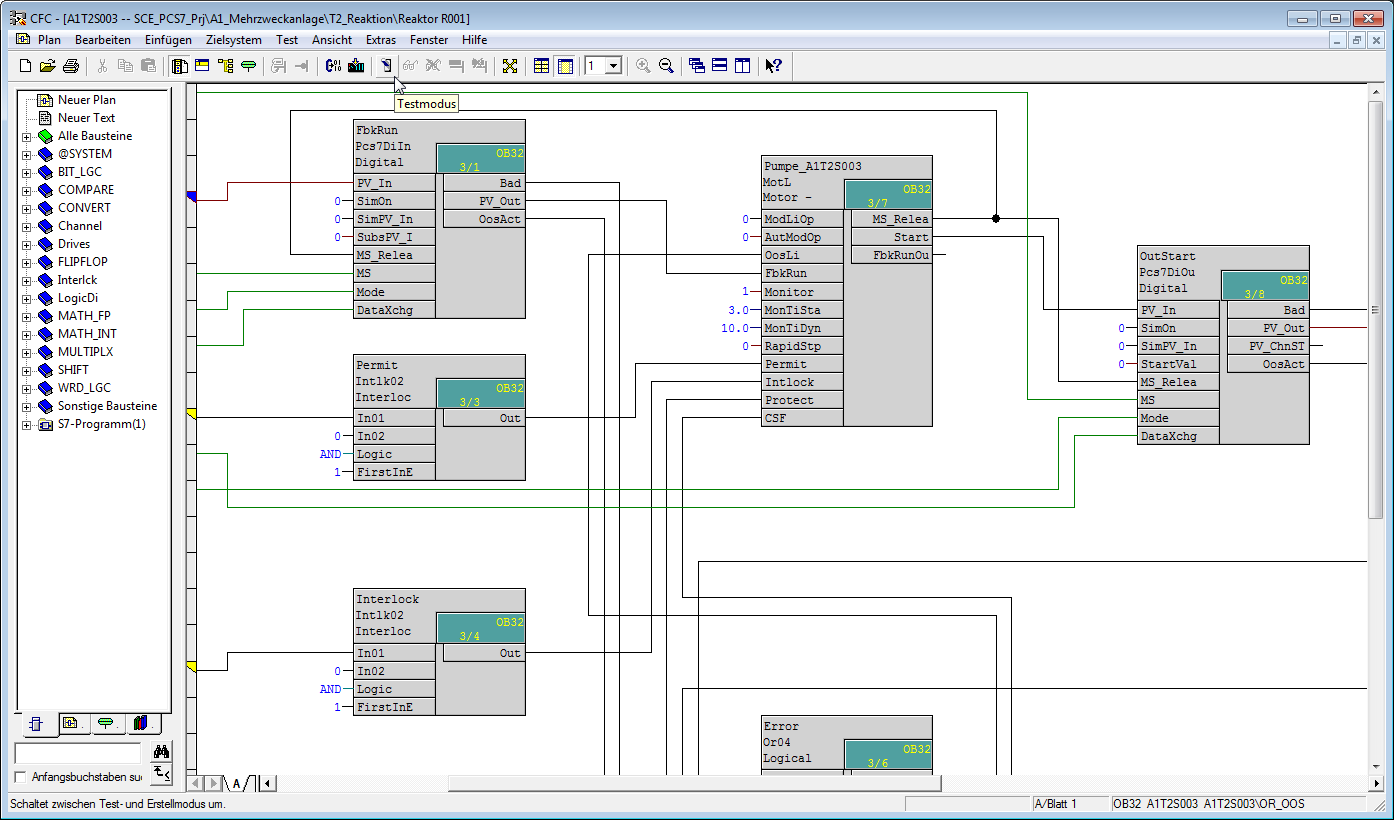 CFC - [A1T2S003 -- SCE_PCS7_Prj\A1_Mehrzweckanlage\T2_Reaktion\Reaktor R001]
Plan Bearbeiten Einfügen Zielsystem Test Ansicht Extras Fenster Hilfe
1
Testmodus
Neuer Plan
Neuer Text
Alle Bausteine
@SYSTEM
BIT_LGC
COMPARE
CONVERT
Channel
Drives
FLIPFLOP
Interlck
LogicDi
MATH_FP
MATH_INT
MULTIPLX
SHIFT
WRD_LGC
Sonstige Bausteine
S7-Programm(1)
Anfangsbuchstaben suc
FbkRun
Pcs7DiIn
Digital
OB32
3/1
PV_In Bad
0 SimOn PV_Out
0 SimPV_In OosAct
0 SubsPV_I
MS_Relea
MS
Mode
DataXchg
Permit
Intlk02
Interloc
OB32
3/3
In01 Out
0 In02
AND Logic
1 FirstInE
Interlock
Intlk02
Interloc
OB32
3/4
In01 Out
0 In02
AND Logic
1 FirstInE
Pumpe_A1T2S003
MotL
Motor -
OB32
3/7
0 ModLiOp MS_Relea
0 AutModOp Start
OosLi FbkRunOu
FbkRun
1 Monitor
3.0 MonTiSta
10.0 MonTiDyn
0 RapidStp
Permit
Intlock
Protect
CSF
Error
Or04
Logical
OB32
3/6
OutStart
Pcs7DiOu
Digital
OB32
3/8
PV_In Bad
0 SimOn PV_Out
0 SimPV_In PV_ChnST
0 StartVal OosAct
MS_Relea
MS
Mode
DataXchg
A
Schaltet zwischen Test- und Erstellmodus um.
A/Blatt 1
OB32 A1T2S003 A1T2S003\OR_OOS